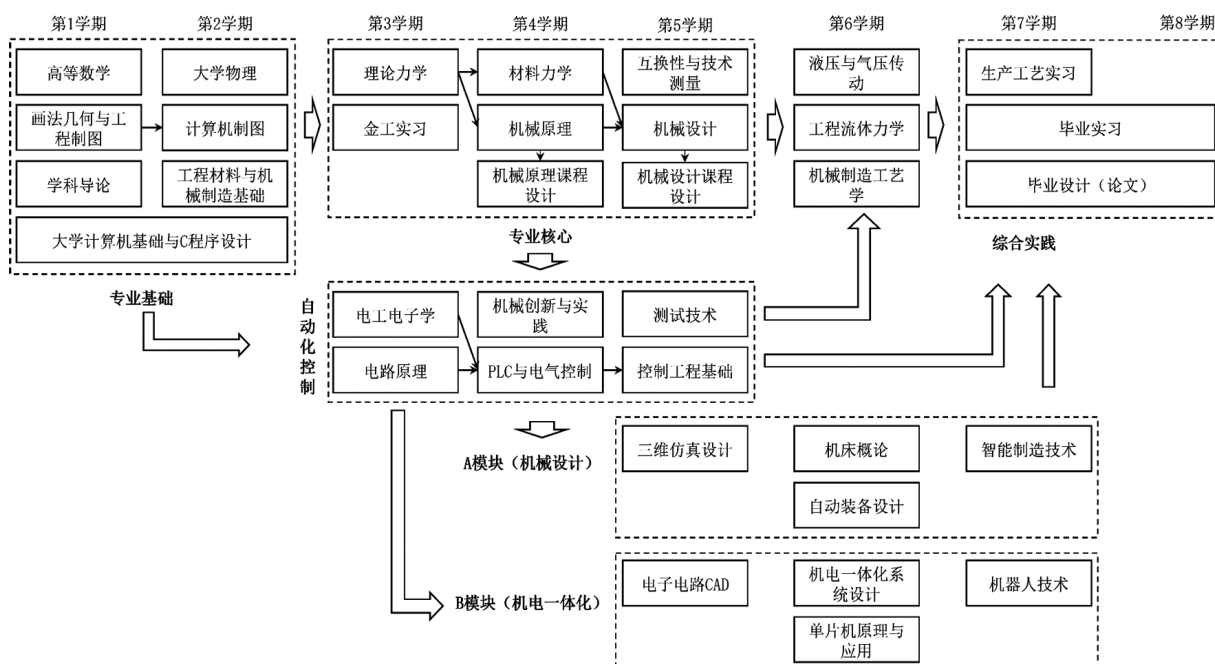 第1学期
第2学期
第3学期
第4学期
第5学期
第6学期
第7学期
第8学期
高等数学
大学物理
画法几何与工
程制图
计算机制图
学科导论
工程材料与机
械制造基础
大学计算机基础与C程序设计
专业基础
理论力学
材料力学
互换性与技术
测量
金工实习
机械原理
机械设计
机械原理课程
设计
机械设计课程
设计
专业核心
液压与气压传
动
工程流体力学
机械制造工艺
学
生产工艺实习
毕业实习
毕业设计（论文）
综合实践
自动化控制
电工电子学
机械创新与实
践
测试技术
电路原理
PLC与电气控制
控制工程基础
A模块（机械设计）
三维仿真设计
机床概论
智能制造技术
自动装备设计
B模块（机电一体化）
电子电路CAD
机电一体化系
统设计
机器人技术
单片机原理与
应用